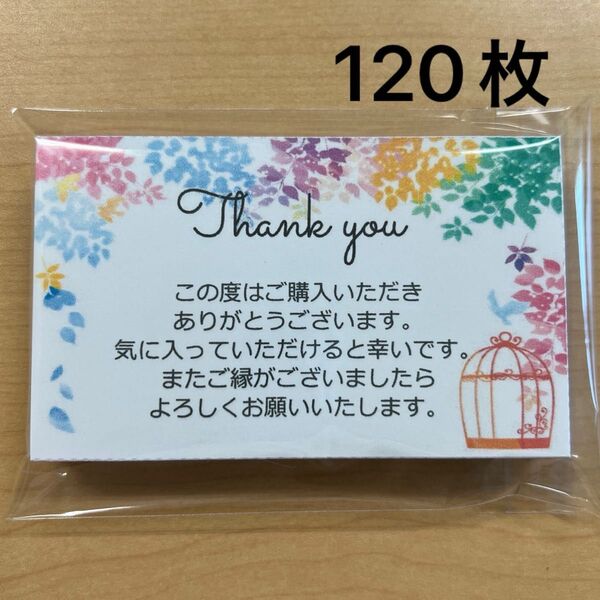 120枚
Thank you
この度はご購入いただき
ありがとうございます。
気に入っていただけると幸いです。
またご縁がございましたら
よろしくお願いいたします。